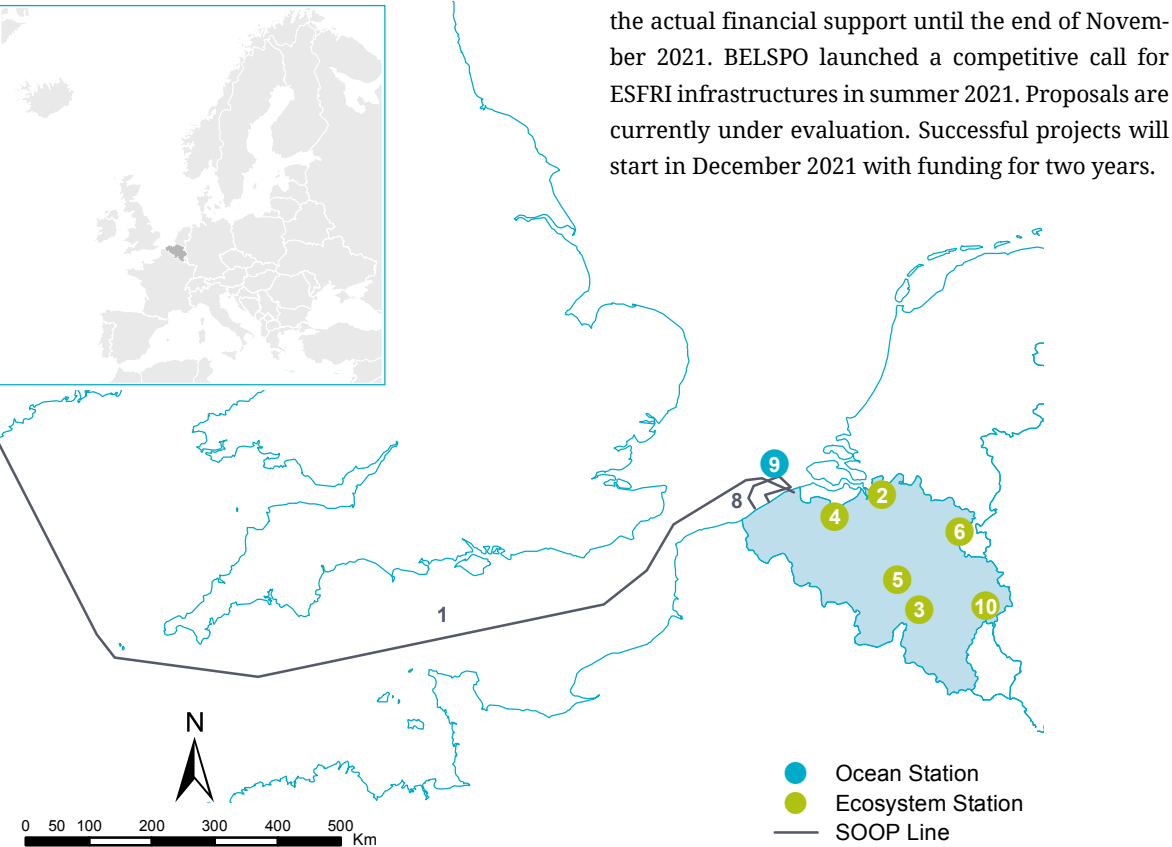 the actual financial support until the end of Novem-
ber 2021. BELSPO launched a competitive call for
ESFRI infrastructures in summer 2021. Proposals are
currently under evaluation. Successful projects will
start in December 2021 with funding for two years.
9
8
2
4
6
5
3
10
1
N
Ocean Station
Ecosystem Station
SOOP Line
0 50 100 200 300 400 500
Km